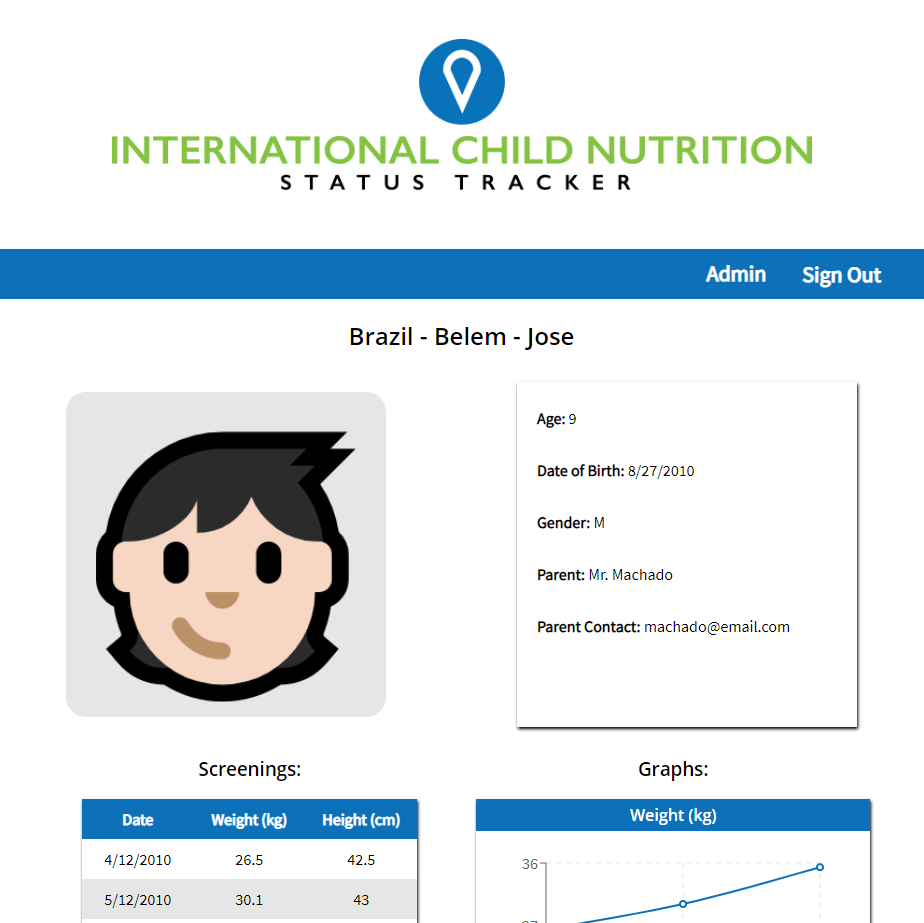 INTERNATIONAL CHILD NUTRITION
STATUS TRACKER
Admin Sign Out
Brazil - Belem - Jose
Age: 9
Date of Birth: 8/27/2010
Gender: M
Parent: Mr. Machado
Parent Contact: machado@email.com
Screenings:
Date Weight (kg) Height (cm)
4/12/2010 26.5 42.5
5/12/2010 30.1 43
Graphs:
Weight (kg)
36